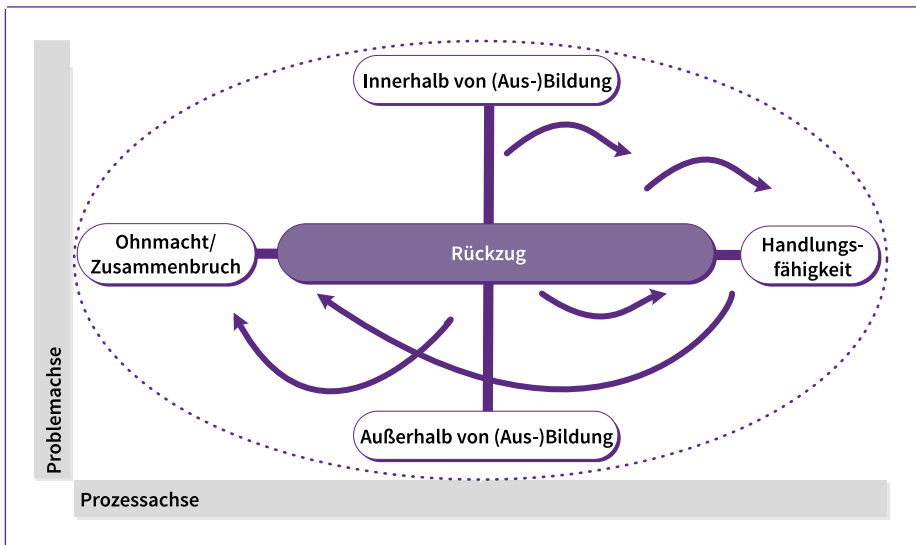 Innerhalb von (Aus-)Bildung
Ohnmacht/
Zusammenbruch
Rückzug
Handlungs-
fähigkeit
Außerhalb von (Aus-)Bildung
Problemachse
Prozessachse